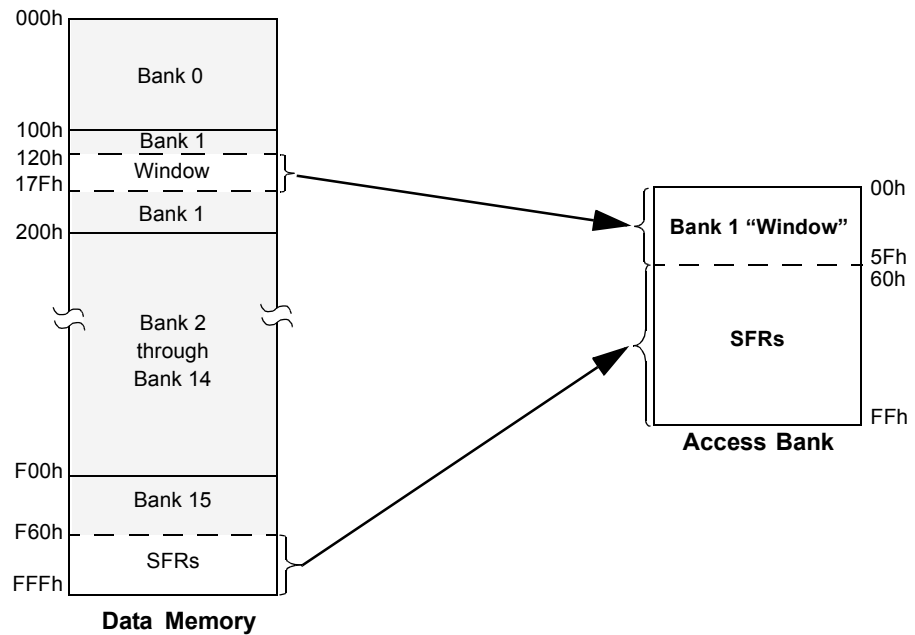 000h
Bank 0
100h
Bank 1
120h
Window
17Fh
Bank 1
200h
Bank 2
through
Bank 14
F00h
Bank 15
F60h
SFRs
FFFh
Data Memory
00h
Bank 1 “Window”
5Fh
60h
SFRs
FFh
Access Bank